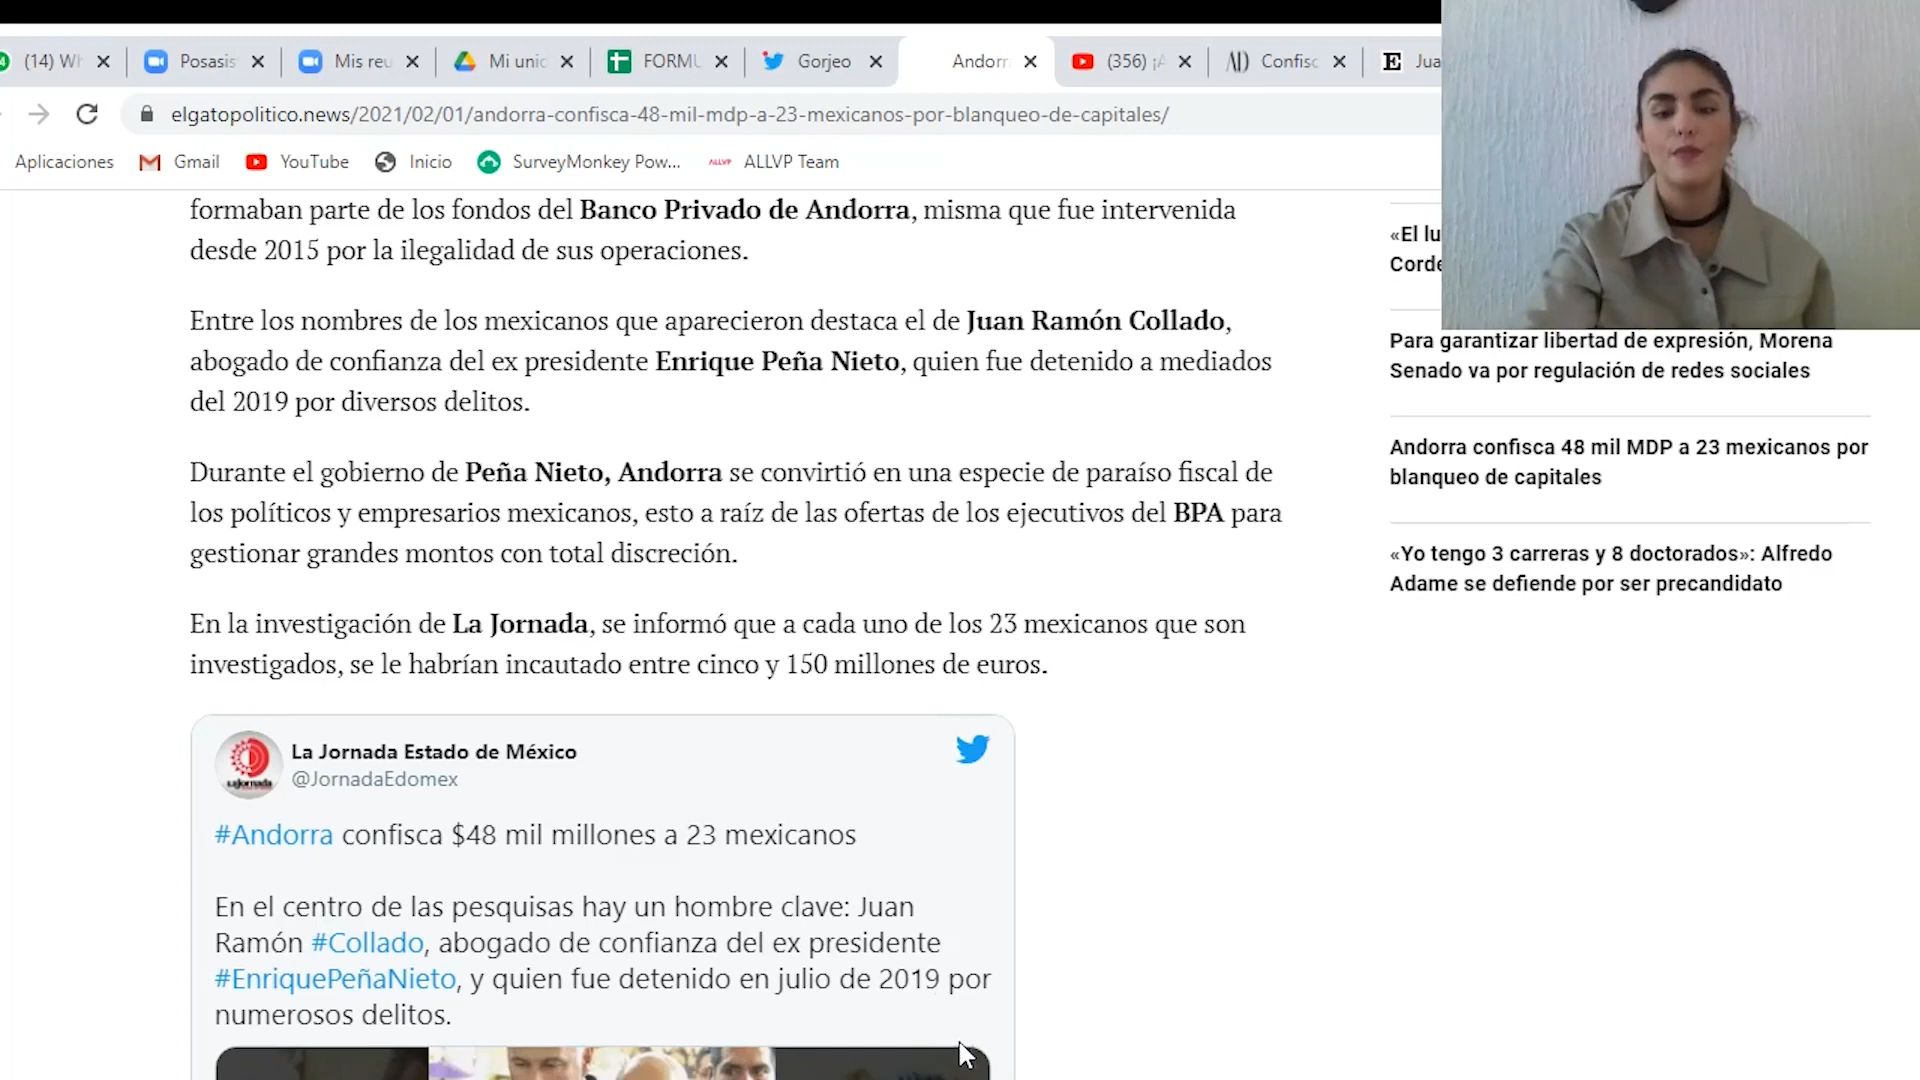 (14) Wh
Posasis
Mis reu
Mi unic
FORMU
Gorjeo
Andorr
(356) ¡A
Confisc
Jua
elgatopolitico.news/2021/02/01/andorra-confisca-48-mil-mdp-a-23-mexicanos-por-blanqueo-de-capitales/
Aplicaciones
Gmail
YouTube
Inicio
SurveyMonkey Pow...
ALLVP
ALLVP Team
formaban parte de los fondos del Banco Privado de Andorra, misma que fue intervenida
desde 2015 por la ilegalidad de sus operaciones.
Entre los nombres de los mexicanos que aparecieron destaca el de Juan Ramón Collado,
abogado de confianza del ex presidente Enrique Peña Nieto, quien fue detenido a mediados
del 2019 por diversos delitos.
Durante el gobierno de Peña Nieto, Andorra se convirtió en una especie de paraíso fiscal de
los políticos y empresarios mexicanos, esto a raíz de las ofertas de los ejecutivos del BPA para
gestionar grandes montos con total discreción.
En la investigación de La Jornada, se informó que a cada uno de los 23 mexicanos que son
investigados, se le habrían incautado entre cinco y 150 millones de euros.
La Jornada Estado de México
@JornadaEdomex
#Andorra confisca $48 mil millones a 23 mexicanos
En el centro de las pesquisas hay un hombre clave: Juan
Ramón #Collado, abogado de confianza del ex presidente
#EnriquePeñaNieto, y quien fue detenido en julio de 2019 por
numerosos delitos.
«El lu
Corde
Para garantizar libertad de expresión, Morena
Senado va por regulación de redes sociales
Andorra confisca 48 mil MDP a 23 mexicanos por
blanqueo de capitales
«Yo tengo 3 carreras y 8 doctorados»: Alfredo
Adame se defiende por ser precandidato